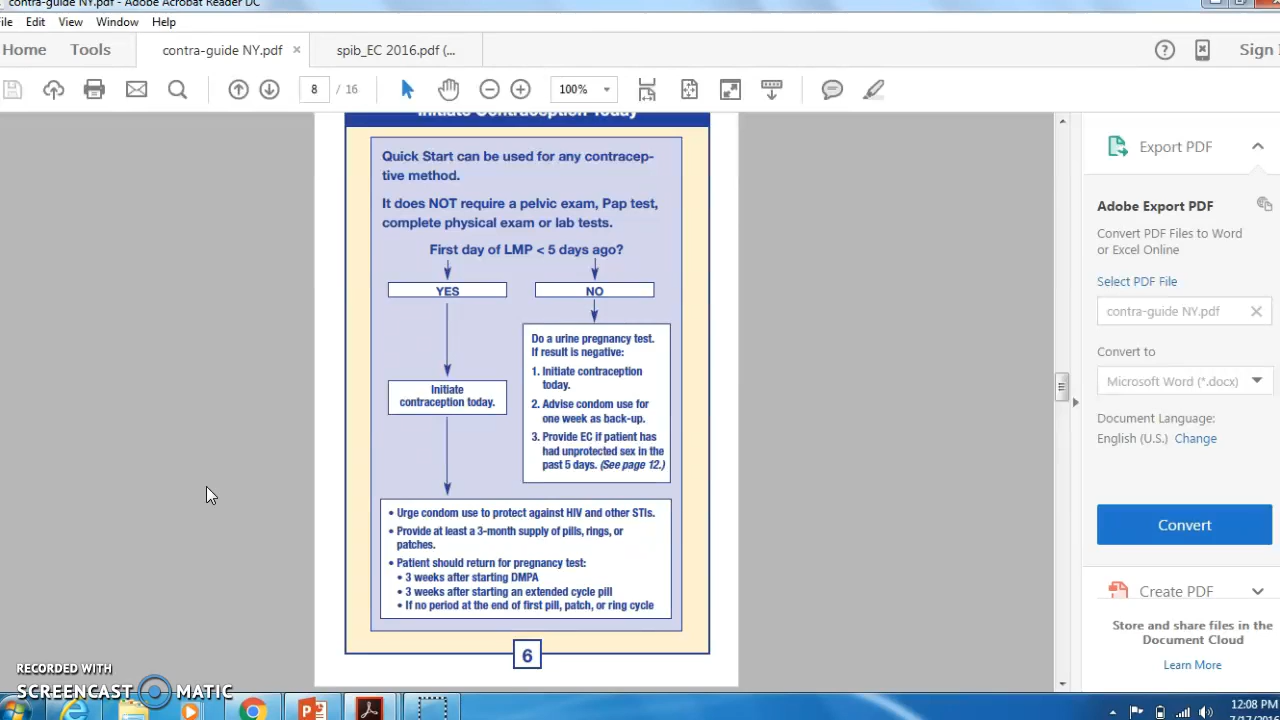 contra-guide NY.pdf - Adobe Acrobat Reader DC
File Edit View Window Help
Home Tools contra-guide NY.pdf × spib_EC 2016.pdf (... Sign
8 / 16 100%
Initiate Contraception Today
Quick Start can be used for any contracep-
tive method.
It does NOT require a pelvic exam, Pap test,
complete physical exam or lab tests.
First day of LMP < 5 days ago?
YES
NO
Do a urine pregnancy test.
If result is negative:
1. Initiate contraception
today.
2. Advise condom use for
one week as back-up.
3. Provide EC if patient has
had unprotected sex in the
past 5 days. (See page 12.)
Initiate
contraception today.
• Urge condom use to protect against HIV and other STIs.
• Provide at least a 3-month supply of pills, rings, or
patches.
• Patient should return for pregnancy test:
• 3 weeks after starting DMPA
• 3 weeks after starting an extended cycle pill
• If no period at the end of first pill, patch, or ring cycle
6
Export PDF
Adobe Export PDF
Convert PDF Files to Word
or Excel Online
Select PDF File
contra-guide NY.pdf
Convert to
Microsoft Word (*.docx)
Document Language:
English (U.S.) Change
Convert
Create PDF
Store and share files in the
Document Cloud
Learn More
RECORDED WITH
SCREENCAST MATIC
12:08 PM